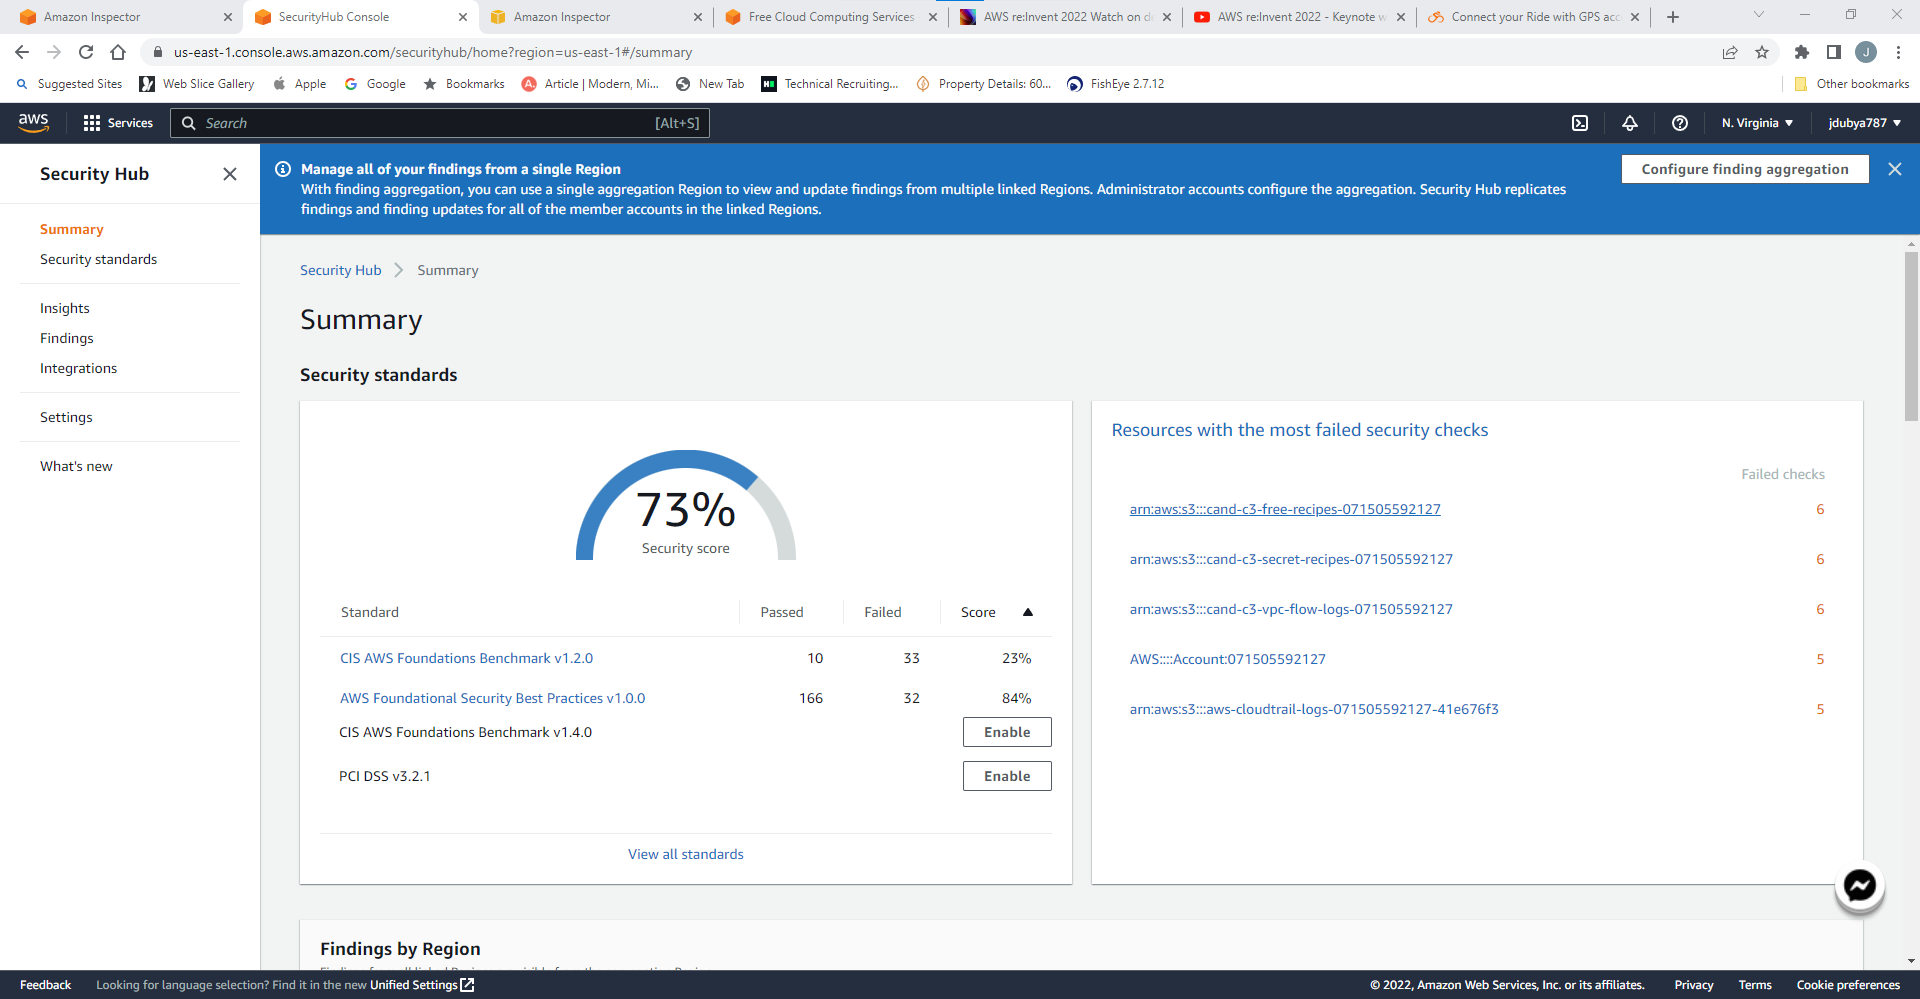 Amazon Inspector
SecurityHub Console
Amazon Inspector
Free Cloud Computing Services
AWS re:Invent 2022 Watch on de
AWS re:Invent 2022 - Keynote w
Connect your Ride with GPS acc
us-east-1.console.aws.amazon.com/securityhub/home?region=us-east-1#/summary
J
Suggested Sites
Web Slice Gallery
Apple
Google
Bookmarks
Article | Modern, Mi...
New Tab
Technical Recruiting...
Property Details: 60...
FishEye 2.7.12
Other bookmarks
aws
Services
Search
[Alt+S]
N. Virginia
jdubya787
Security Hub
Summary
Security standards
Insights
Findings
Integrations
Settings
What's new
Manage all of your findings from a single Region
With finding aggregation, you can use a single aggregation Region to view and update findings from multiple linked Regions. Administrator accounts configure the aggregation. Security Hub replicates
findings and finding updates for all of the member accounts in the linked Regions.
Configure finding aggregation
Security Hub > Summary
Summary
Security standards
73%
Security score
Standard Passed Failed Score
CIS AWS Foundations Benchmark v1.2.0 10 33 23%
AWS Foundational Security Best Practices v1.0.0 166 32 84%
CIS AWS Foundations Benchmark v1.4.0 Enable
PCI DSS v3.2.1 Enable
View all standards
Resources with the most failed security checks
Failed checks
arn:aws:s3:::cand-c3-free-recipes-071505592127 6
arn:aws:s3:::cand-c3-secret-recipes-071505592127 6
arn:aws:s3:::cand-c3-vpc-flow-logs-071505592127 6
AWS::::Account:071505592127 5
arn:aws:s3:::aws-cloudtrail-logs-071505592127-41e676f3 5
Findings by Region
Feedback
Looking for language selection? Find it in the new Unified Settings
© 2022, Amazon Web Services, Inc. or its affiliates.
Privacy
Terms
Cookie preferences